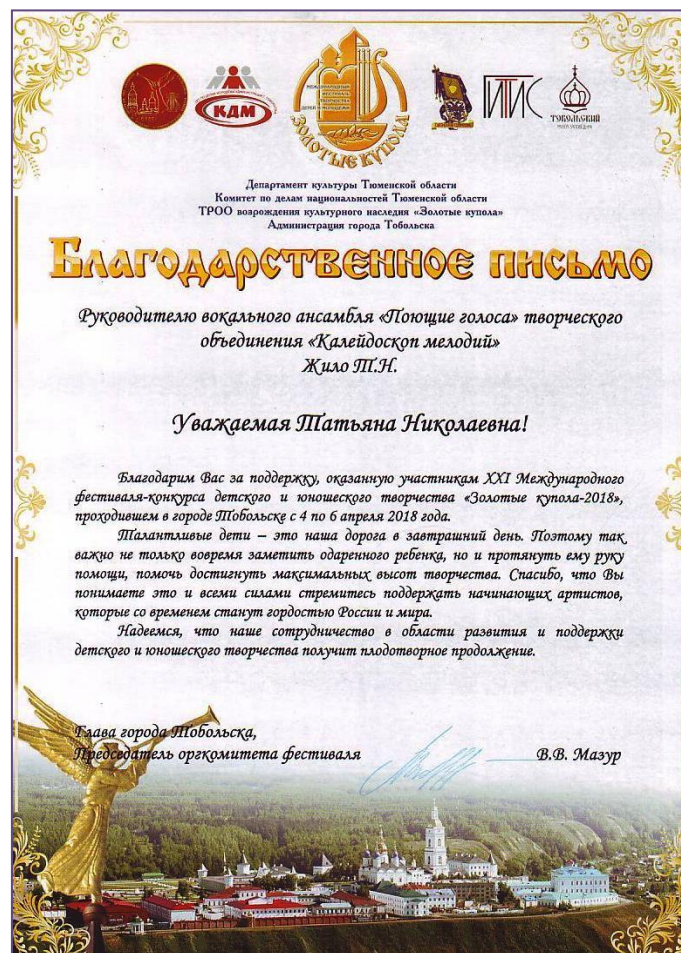 КДМ
МЕЖДУНАРОДНЫЙ
ФЕСТИВАЛЬ
ТВОРЧЕСТВА
ДЕТЕЙ И МОЛОДЕЖИ
ЗОЛОТЫЕ КУПОЛА
ГИТИС
ТОБОЛЬСКИЙ
Департамент культуры Тюменской области
Комитет по делам национальностей Тюменской области
ТРОО возрождения культурного наследия «Золотые купола»
Администрация города Тобольска
Благодарственное письмо
Руководителю вокального ансамбля «Поющие голоса» творческого
объединения «Калейдоскоп мелодий»
Жило Т.Н.
Уважаемая Татьяна Николаевна!
Благодарим Вас за поддержку, оказанную участникам XXI Международного
фестиваля-конкурса детского и юношеского творчества «Золотые купола-2018»,
проходившем в городе Тобольске с 4 по 6 апреля 2018 года.
Талантливые дети – это наша дорога в завтрашний день. Поэтому так
важно не только вовремя заметить одаренного ребенка, но и протянуть ему руку
помощи, помочь достигнуть максимальных высот творчества. Спасибо, что Вы
понимаете это и всеми силами стремитесь поддержать начинающих артистов,
которые со временем станут гордостью России и мира.
Надеемся, что наше сотрудничество в области развития и поддержки
детского и юношеского творчества получит плодотворное продолжение.
Глава города Тобольска,
Председатель оргкомитета фестиваля В.В. Мазур